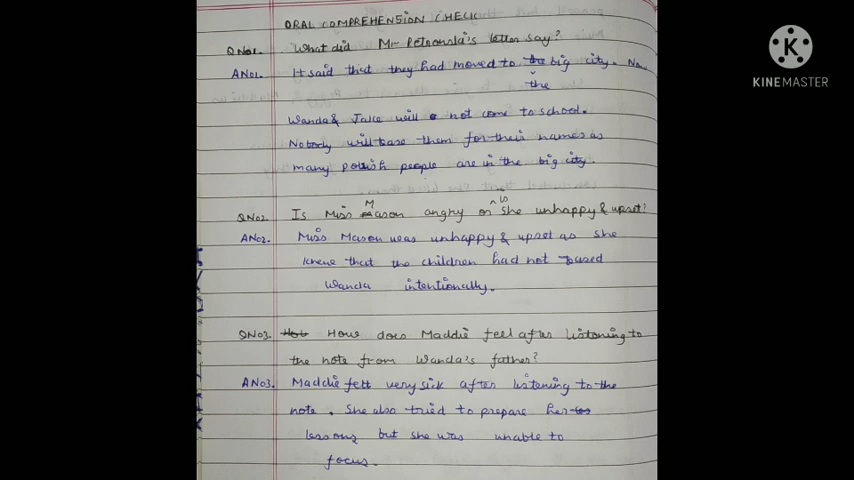 ORAL COMPREHENSION CHECK
QNO1. What did Mr Petronski's letter say?
ANO1. It said that they had moved to the big city. Now
the
Wanda & Jake will not come to school.
Nobody will tease them for their names as
many polish people are in the big city.
QNO2. Is Miss Mason angry or is she unhappy & upset?
ANO2. Miss Mason was unhappy & upset as she
knew that the children had not teased
Wanda intentionally.
QNO3. How does Maddie feel after listening to
the note from Wanda's father?
ANO3. Maddie felt very sick after listening to the
note. She also tried to prepare her
lessons but she was unable to
focus.
K
KINEMASTER